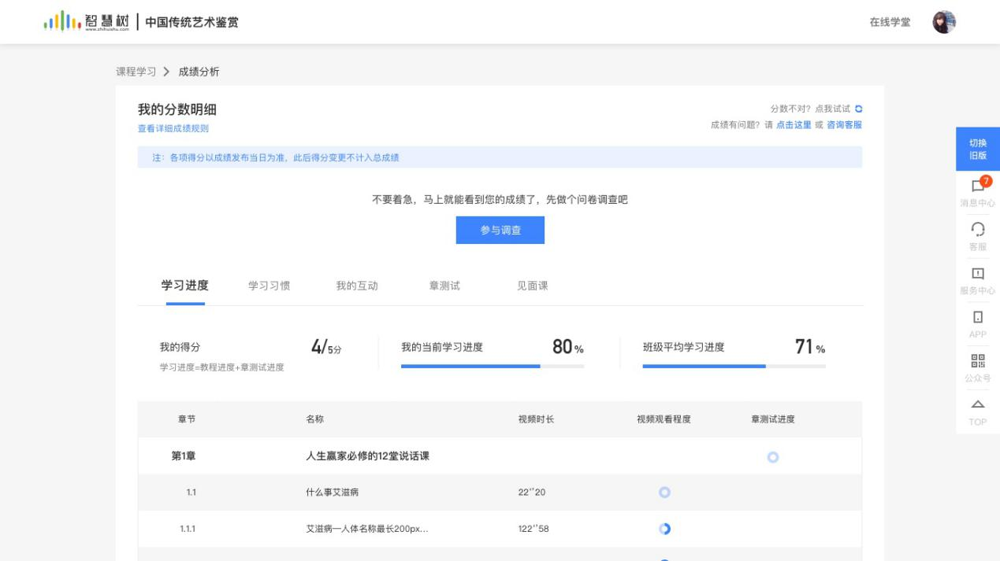 智慧树
www.zhihuishu.com
中国传统艺术鉴赏
在线学堂
课程学习 > 成绩分析
我的分数明细
查看详细成绩规则
分数不对？点我试试
成绩有问题？请 点击这里 或 咨询客服
注：各项得分以成绩发布当日为准，此后得分变更不计入总成绩
不要着急，马上就能看到您的成绩了，先做个问卷调查吧
参与调查
学习进度 学习习惯 我的互动 章测试 见面课
我的得分 4/5分
学习进度=教程进度+章测试进度
我的当前学习进度 80%
班级平均学习进度 71%
章节 名称 视频时长 视频观看程度 章测试进度
第1章 人生赢家必修的12堂说话课
1.1 什么事艾滋病 22‘’20
1.1.1 艾滋病—人体名称最长200px... 122‘’58
切换
旧版
7
消息中心
客服
服务中心
APP
公众号
TOP